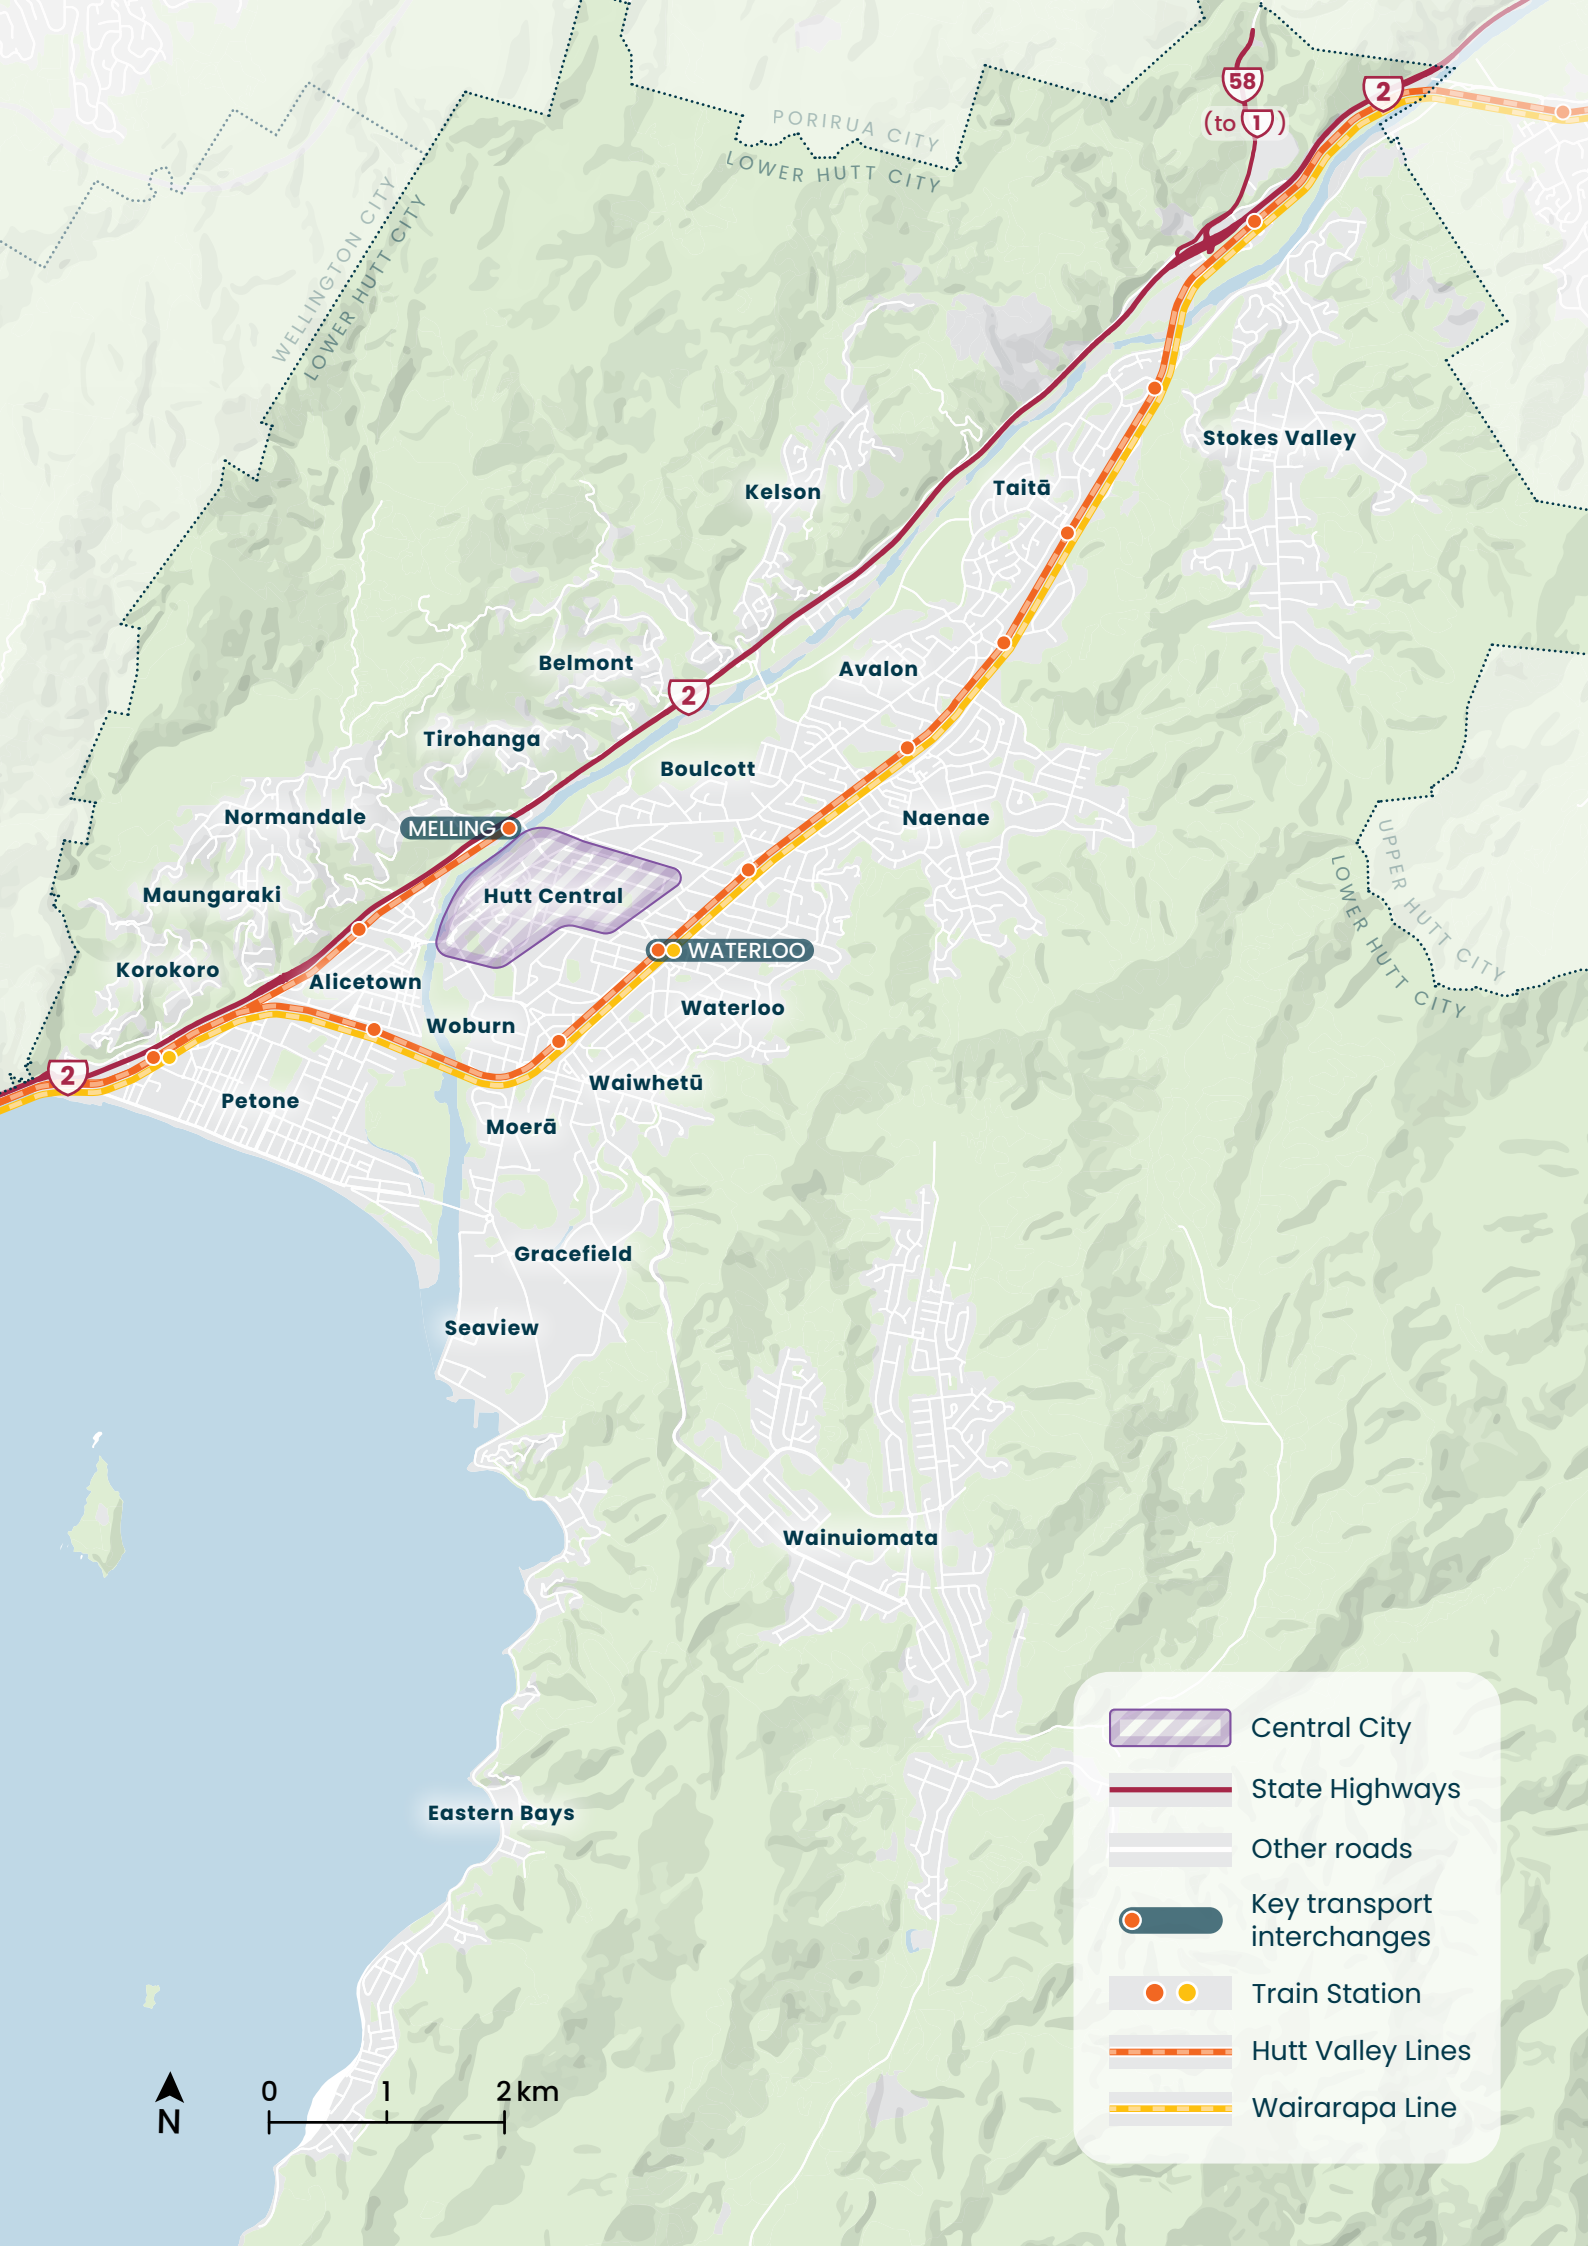 58
(to 1)
2
PORIRUA CITY
LOWER HUTT CITY
WELLINGTON CITY
LOWER HUTT CITY
Stokes Valley
Kelson
Taitā
Belmont
Avalon
2
Tirohanga
Boulcott
Normandale
MELLING
Naenae
UPPER HUTT CITY
LOWER HUTT CITY
Maungaraki
Hutt Central
WATERLOO
Korokoro
Alicetown
Waterloo
Woburn
2
Waiwhetū
Petone
Moerā
Gracefield
Seaview
Wainuiomata
Eastern Bays
Central City
State Highways
Other roads
Key transport
interchanges
Train Station
Hutt Valley Lines
Wairarapa Line
N
0 1 2 km